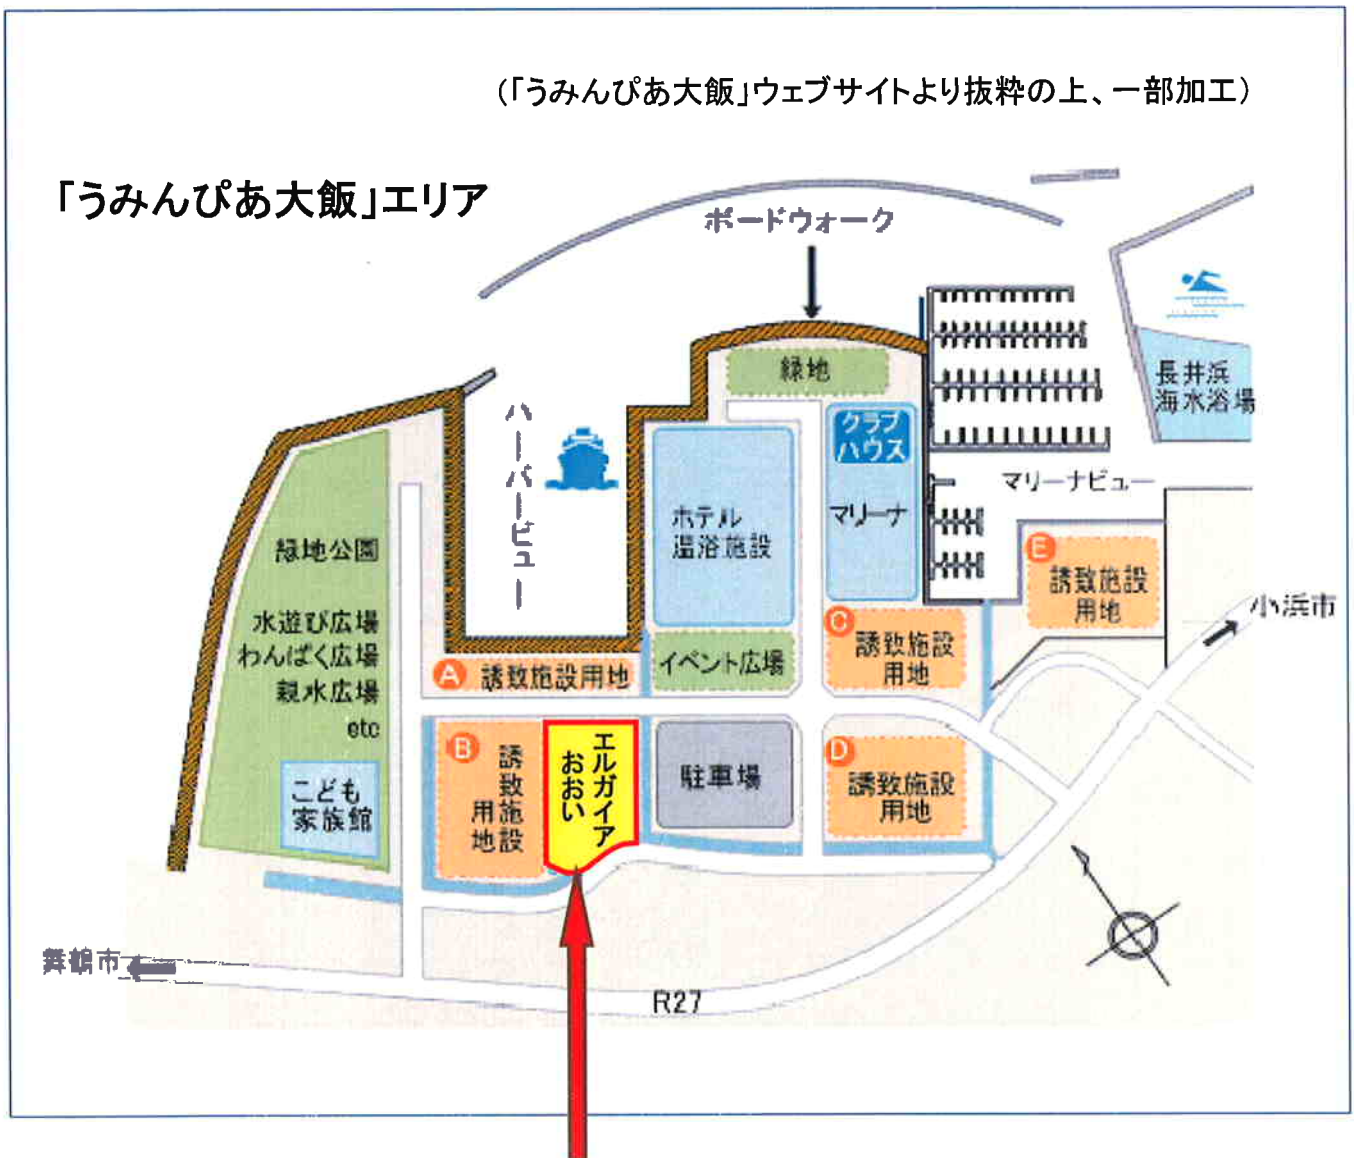 (「うみんぴあ大飯」ウェブサイトより抜粋の上、一部加工)
「うみんぴあ大飯」エリア
ボードウォーク
緑地
長井浜
海水浴場
クラブ
ハウス
マリーナ
マリーナビュー
ハーバービュー
ホテル
温浴施設
緑地公園
水遊び広場
わんぱく広場
親水広場
etc
こども
家族館
E
誘致施設
用地
小浜市
C
誘致施設
用地
イベント広場
A 誘致施設用地
B
誘致施設
用地
エルガイア
おおい
駐車場
D
誘致施設
用地
舞鶴市
R27